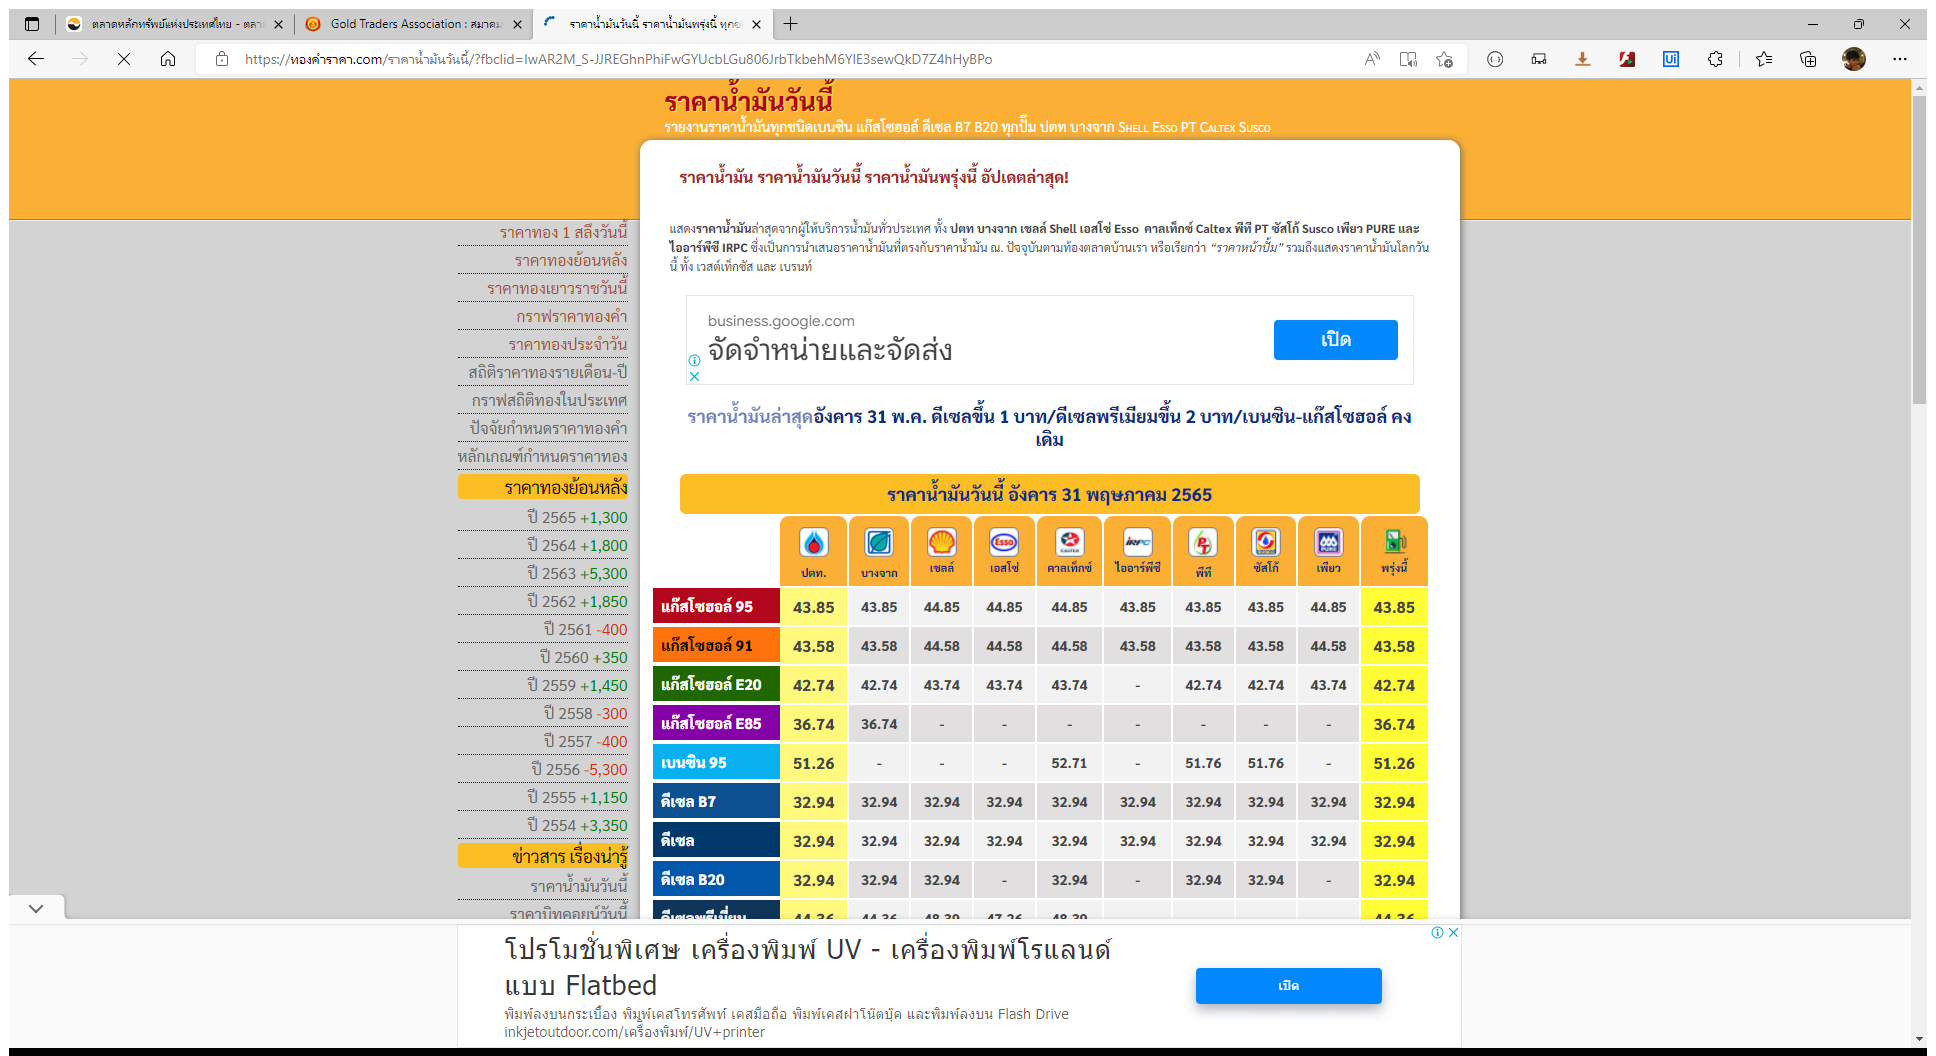 ตลาดหลักทรัพย์แห่งประเทศไทย - ตลา
Gold Traders Association : สมาคม
ราคาน้ำมันวันนี้ ราคาน้ำมันพรุ่งนี้ ทุก
https://ทองคำราคา.com/ราคาน้ำมันวันนี้/?fbclid=IwAR2M_S-JJREGhnPhiFwGYUcbLGu806JrbTkbehM6YlE3sewQkD7Z4hHyBPo
ราคาน้ำมันวันนี้
รายงานราคาน้ำมันทุกชนิดเบนซิน แก๊สโซฮอล์ ดีเซล B7 B20 ทุกปั๊ม ปตท บางจาก Shell Esso PT Caltex Susco
ราคาทอง 1 สลึงวันนี้
ราคาทองย้อนหลัง
ราคาทองเยาวราชวันนี้
กราฟราคาทองคำ
ราคาทองประจำวัน
สถิติราคาทองรายเดือน-ปี
กราฟสถิติทองในประเทศ
ปัจจัยกำหนดราคาทองคำ
หลักเกณฑ์กำหนดราคาทอง
ราคาทองย้อนหลัง
ปี 2565 +1,300
ปี 2564 +1,800
ปี 2563 +5,300
ปี 2562 +1,850
ปี 2561 -400
ปี 2560 +350
ปี 2559 +1,450
ปี 2558 -300
ปี 2557 -400
ปี 2556 -5,300
ปี 2555 +1,150
ปี 2554 +3,350
ข่าวสาร เรื่องน่ารู้
ราคาน้ำมันวันนี้
ราคาบิทคอยน์วันนี้
ราคาน้ำมัน ราคาน้ำมันวันนี้ ราคาน้ำมันพรุ่งนี้ อัปเดตล่าสุด!
แสดงราคาน้ำมันล่าสุดจากผู้ให้บริการน้ำมันทั่วประเทศ ทั้ง ปตท บางจาก เชลล์ Shell เอสโซ่ Esso คาลเท็กซ์ Caltex พีที PT ซัสโก้ Susco เพียว PURE และ
ไออาร์พีซี IRPC ซึ่งเป็นการนำเสนอราคาน้ำมันที่ตรงกับราคาน้ำมัน ณ. ปัจจุบันตามท้องตลาดบ้านเรา หรือเรียกว่า “ราคาหน้าปั้ม” รวมถึงแสดงราคาน้ำมันโลกวัน
นี้ ทั้ง เวสต์เท็กซัส และ เบรนท์
business.google.com
จัดจำหน่ายและจัดส่ง
เปิด
ราคาน้ำมันล่าสุดอังคาร 31 พ.ค. ดีเซลขึ้น 1 บาท/ดีเซลพรีเมียมขึ้น 2 บาท/เบนซิน-แก๊สโซฮอล์ คง
เดิม
ราคาน้ำมันวันนี้ อังคาร 31 พฤษภาคม 2565
ปตท. บางจาก เชลล์ เอสโซ่ คาลเท็กซ์ ไออาร์พีซี พีที ซัสโก้ เพียว พรุ่งนี้
แก๊สโซฮอล์ 95 43.85 43.85 44.85 44.85 44.85 43.85 43.85 43.85 44.85 43.85
แก๊สโซฮอล์ 91 43.58 43.58 44.58 44.58 44.58 43.58 43.58 43.58 44.58 43.58
แก๊สโซฮอล์ E20 42.74 42.74 43.74 43.74 43.74 - 42.74 42.74 43.74 42.74
แก๊สโซฮอล์ E85 36.74 36.74 - - - - - - - 36.74
เบนซิน 95 51.26 - - - 52.71 - 51.76 51.76 - 51.26
ดีเซล B7 32.94 32.94 32.94 32.94 32.94 32.94 32.94 32.94 32.94 32.94
ดีเซล 32.94 32.94 32.94 32.94 32.94 32.94 32.94 32.94 32.94 32.94
ดีเซล B20 32.94 32.94 32.94 - 32.94 - 32.94 32.94 - 32.94
ดีเซลพรีเมี่ยม 44.36 44.36 48.39 47.26 48.39 44.36
โปรโมชั่นพิเศษ เครื่องพิมพ์ UV - เครื่องพิมพ์โรแลนด์
แบบ Flatbed
พิมพ์ลงบนกระเบื้อง พิมพ์เคสโทรศัพท์ เคสมือถือ พิมพ์เคสฝาโน๊ตบุ๊ค และพิมพ์ลงบน Flash Drive
inkjetoutdoor.com/เครื่องพิมพ์/UV+printer
เปิด